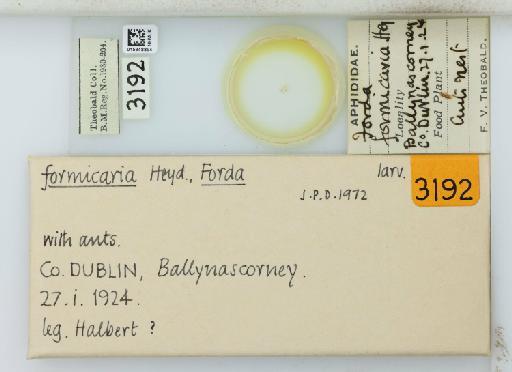 Theobald Coll.
B.M. Reg. No. 1930-204.
3192
APHIDIDAE.
Forda
formicaria Hey
Locality
Ballynascorney
Co. Dublin. 27.1.24
Food Plant
Ants nest
F. V. THEOBALD.
formicaria Heyd., Forda
larv.
3192
J.P.D. 1972
with ants.
Co. DUBLIN, Ballynascorney.
27. i. 1924.
leg. Halbert ?